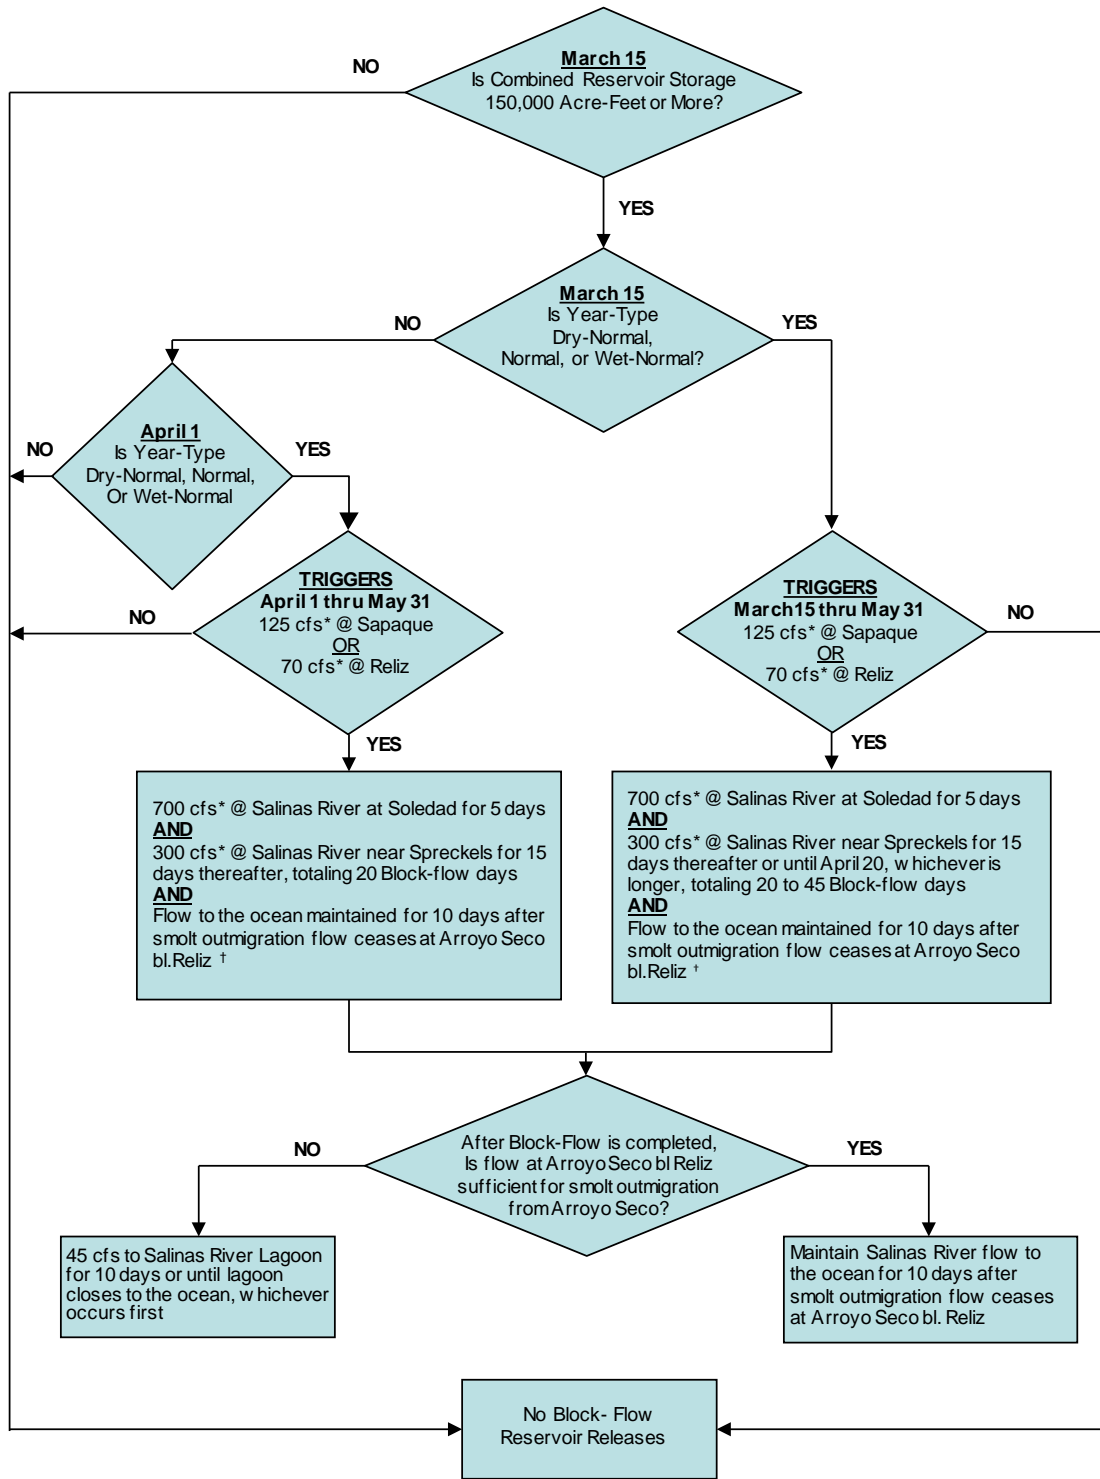 March 15
Is Combined Reservoir Storage
150,000 Acre-Feet or More?
NO
YES
March 15
Is Year-Type
Dry-Normal,
Normal, or Wet-Normal?
NO
YES
April 1
Is Year-Type
Dry-Normal, Normal,
Or Wet-Normal
NO
YES
TRIGGERS
April 1 thru May 31
125 cfs* @ Sapaque
OR
70 cfs* @ Reliz
NO
YES
TRIGGERS
March 15 thru May 31
125 cfs* @ Sapaque
OR
70 cfs* @ Reliz
NO
YES
700 cfs* @ Salinas River at Soledad for 5 days
AND
300 cfs* @ Salinas River near Spreckels for 15
days thereafter, totaling 20 Block-flow days
AND
Flow to the ocean maintained for 10 days after
smolt outmigration flow ceases at Arroyo Seco
bl.Reliz †
700 cfs* @ Salinas River at Soledad for 5 days
AND
300 cfs* @ Salinas River near Spreckels for 15
days thereafter or until April 20, whichever is
longer, totaling 20 to 45 Block-flow days
AND
Flow to the ocean maintained for 10 days after
smolt outmigration flow ceases at Arroyo Seco
bl.Reliz †
After Block-Flow is completed,
Is flow at Arroyo Seco bl Reliz
sufficient for smolt outmigration
from Arroyo Seco?
NO
YES
45 cfs to Salinas River Lagoon
for 10 days or until lagoon
closes to the ocean, whichever
occurs first
Maintain Salinas River flow to
the ocean for 10 days after
smolt outmigration flow ceases
at Arroyo Seco bl. Reliz
No Block- Flow
Reservoir Releases